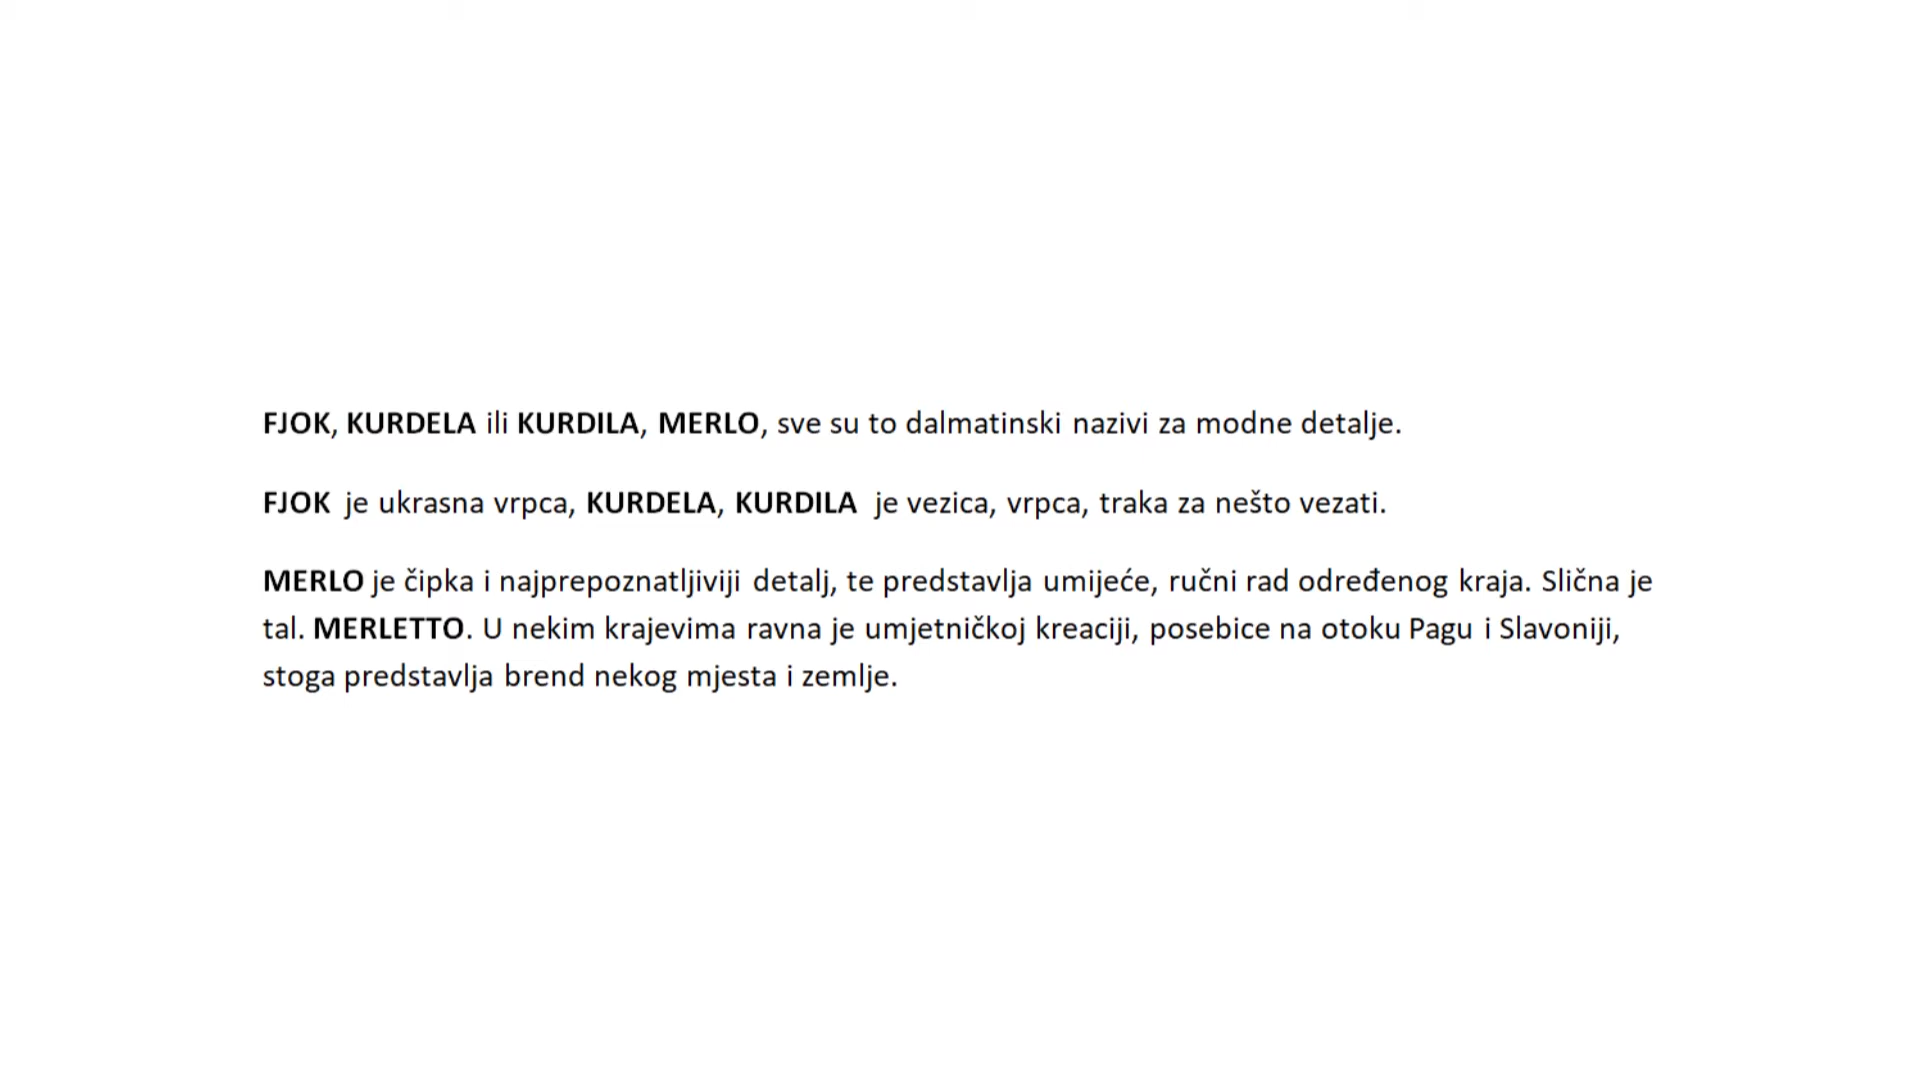 FJOK, KURDELA ili KURDILA, MERLO, sve su to dalmatinski nazivi za modne detalje.
FJOK je ukrasna vrpca, KURDELA, KURDILA je vezica, vrpca, traka za nešto vezati.
MERLO je čipka i najprepoznatljiviji detalj, te predstavlja umijeće, ručni rad određenog kraja. Slična je
tal. MERLETTO. U nekim krajevima ravna je umjetničkoj kreaciji, posebice na otoku Pagu i Slavoniji,
stoga predstavlja brend nekog mjesta i zemlje.